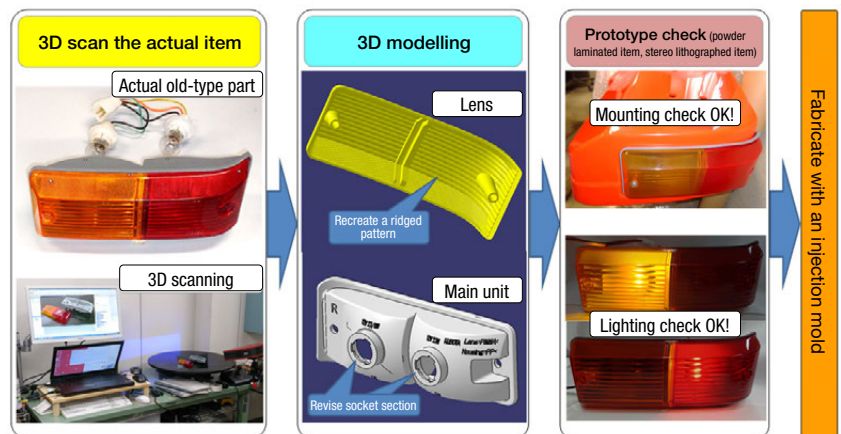 3D scan the actual item
Actual old-type part
3D scanning
3D modelling
Lens
Recreate a ridged
pattern
Main unit
R
Revise socket section
Prototype check (powder
laminated item, stereo lithographed item)
Mounting check OK!
Lighting check OK!
Fabricate with an injection mold